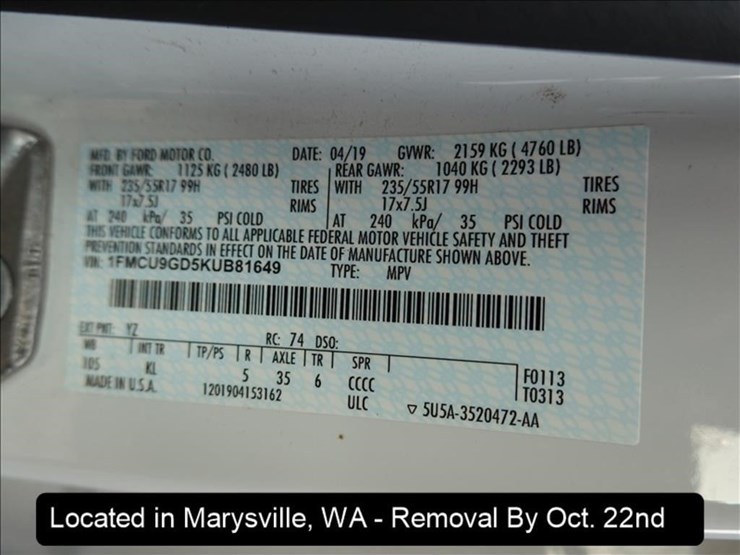 MFD. BY FORD MOTOR CO. DATE: 04/19 GVWR: 2159 KG ( 4760 LB)
FRONT GAWR: 1125 KG ( 2480 LB) REAR GAWR: 1040 KG ( 2293 LB)
WITH 235/55R17 99H TIRES WITH 235/55R17 99H TIRES
17x7.5J RIMS 17x7.5J RIMS
AT 240 kPa/ 35 PSI COLD AT 240 kPa/ 35 PSI COLD
THIS VEHICLE CONFORMS TO ALL APPLICABLE FEDERAL MOTOR VEHICLE SAFETY AND THEFT
PREVENTION STANDARDS IN EFFECT ON THE DATE OF MANUFACTURE SHOWN ABOVE.
VIN: 1FMCU9GD5KUB81649 TYPE: MPV
EXT PNT: YZ RC: 74 DSO:
WB INT TR TP/PS R AXLE TR SPR
105 KL 5 35 6 CCCC F0113
MADE IN U.S.A. 1201904153162 ULC T0313
▽ 5U5A-3520472-AA
Located in Marysville, WA - Removal By Oct. 22nd